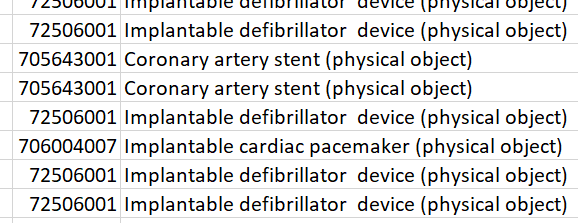 72506001 Implantable defibrillator  device (physical object)
72506001 Implantable defibrillator  device (physical object)
705643001 Coronary artery stent (physical object)
705643001 Coronary artery stent (physical object)
72506001 Implantable defibrillator  device (physical object)
706004007 Implantable cardiac pacemaker (physical object)
72506001 Implantable defibrillator  device (physical object)
72506001 Implantable defibrillator  device (physical object)